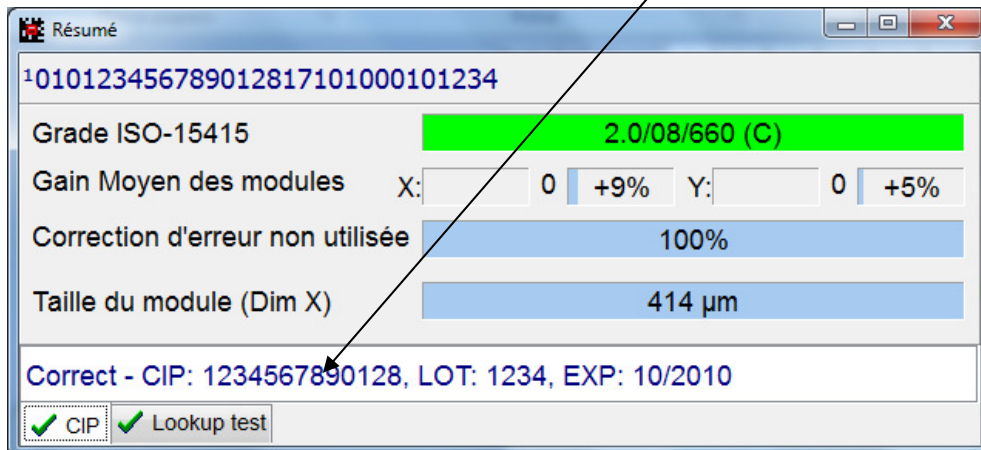 Résumé
¹010123456789012817101000101234
Grade ISO-15415 2.0/08/660 (C)
Gain Moyen des modules X: 0 +9% Y: 0 +5%
Correction d'erreur non utilisée 100%
Taille du module (Dim X) 414 µm
Correct - CIP: 1234567890128, LOT: 1234, EXP: 10/2010
CIP Lookup test